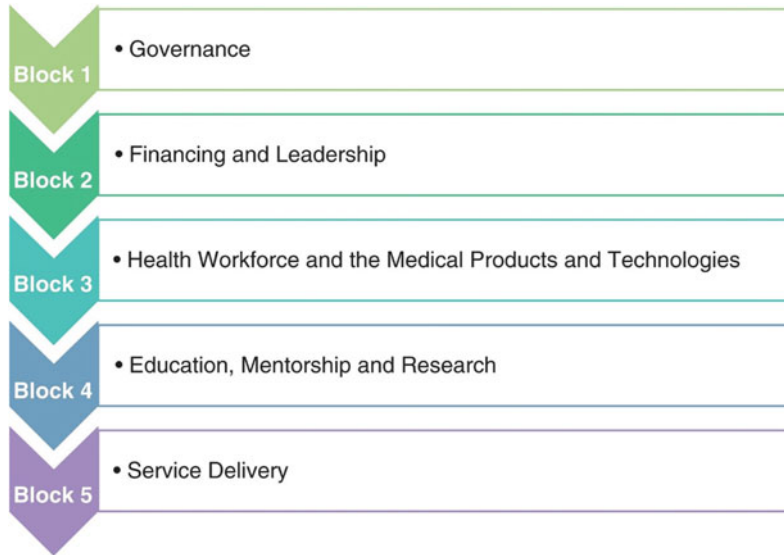 Block 1
• Governance
Block 2
• Financing and Leadership
Block 3
• Health Workforce and the Medical Products and Technologies
Block 4
• Education, Mentorship and Research
Block 5
• Service Delivery